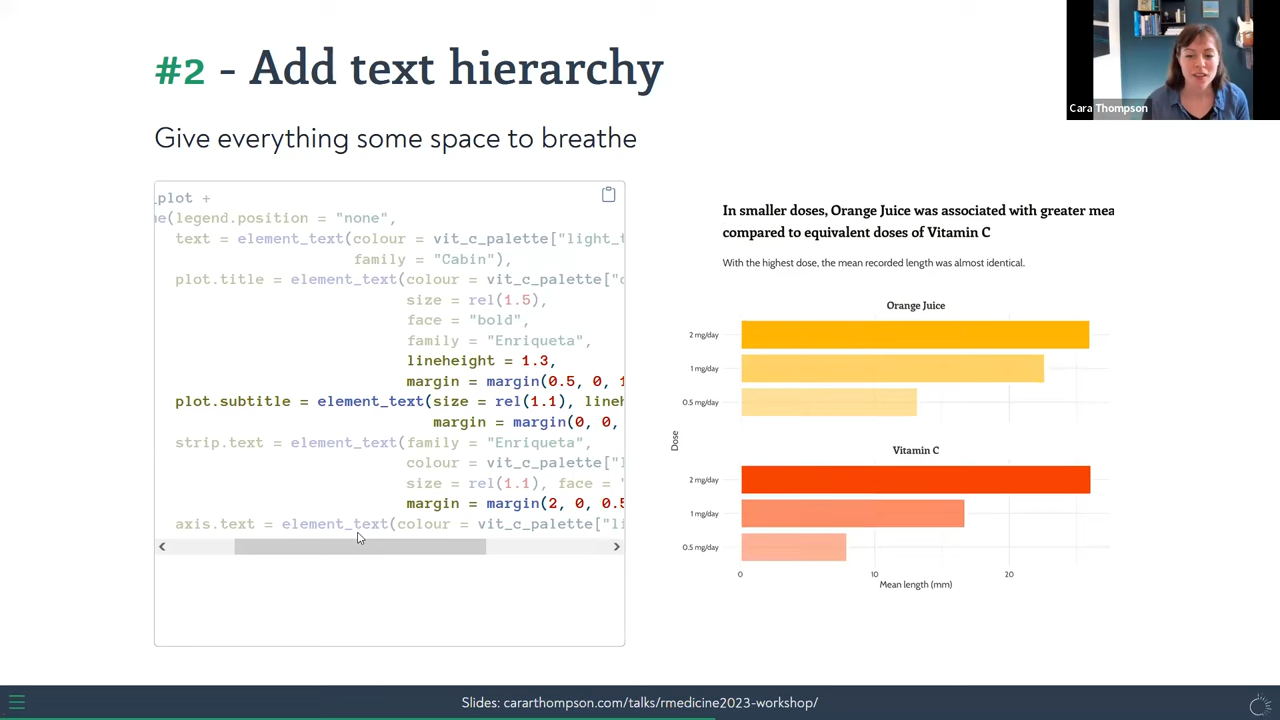 #2 - Add text hierarchy
Cara Thompson
Give everything some space to breathe
_plot +
(legend.position = "none",
text = element_text(colour = vit_c_palette["light_t
family = "Cabin"),
plot.title = element_text(colour = vit_c_palette["d
size = rel(1.5),
face = "bold",
family = "Enriqueta",
lineheight = 1.3,
margin = margin(0.5, 0, 1
plot.subtitle = element_text(size = rel(1.1), line
margin = margin(0, 0,
strip.text = element_text(family = "Enriqueta",
colour = vit_c_palette["l
size = rel(1.1), face = "
margin = margin(2, 0, 0.5
axis.text = element_text(colour = vit_c_palette["li
In smaller doses, Orange Juice was associated with greater mea
compared to equivalent doses of Vitamin C
With the highest dose, the mean recorded length was almost identical.
Orange Juice
2 mg/day
1 mg/day
0.5 mg/day
Dose
Vitamin C
2 mg/day
1 mg/day
0.5 mg/day
0 10 20
Mean length (mm)
Slides: cararthompson.com/talks/rmedicine2023-workshop/